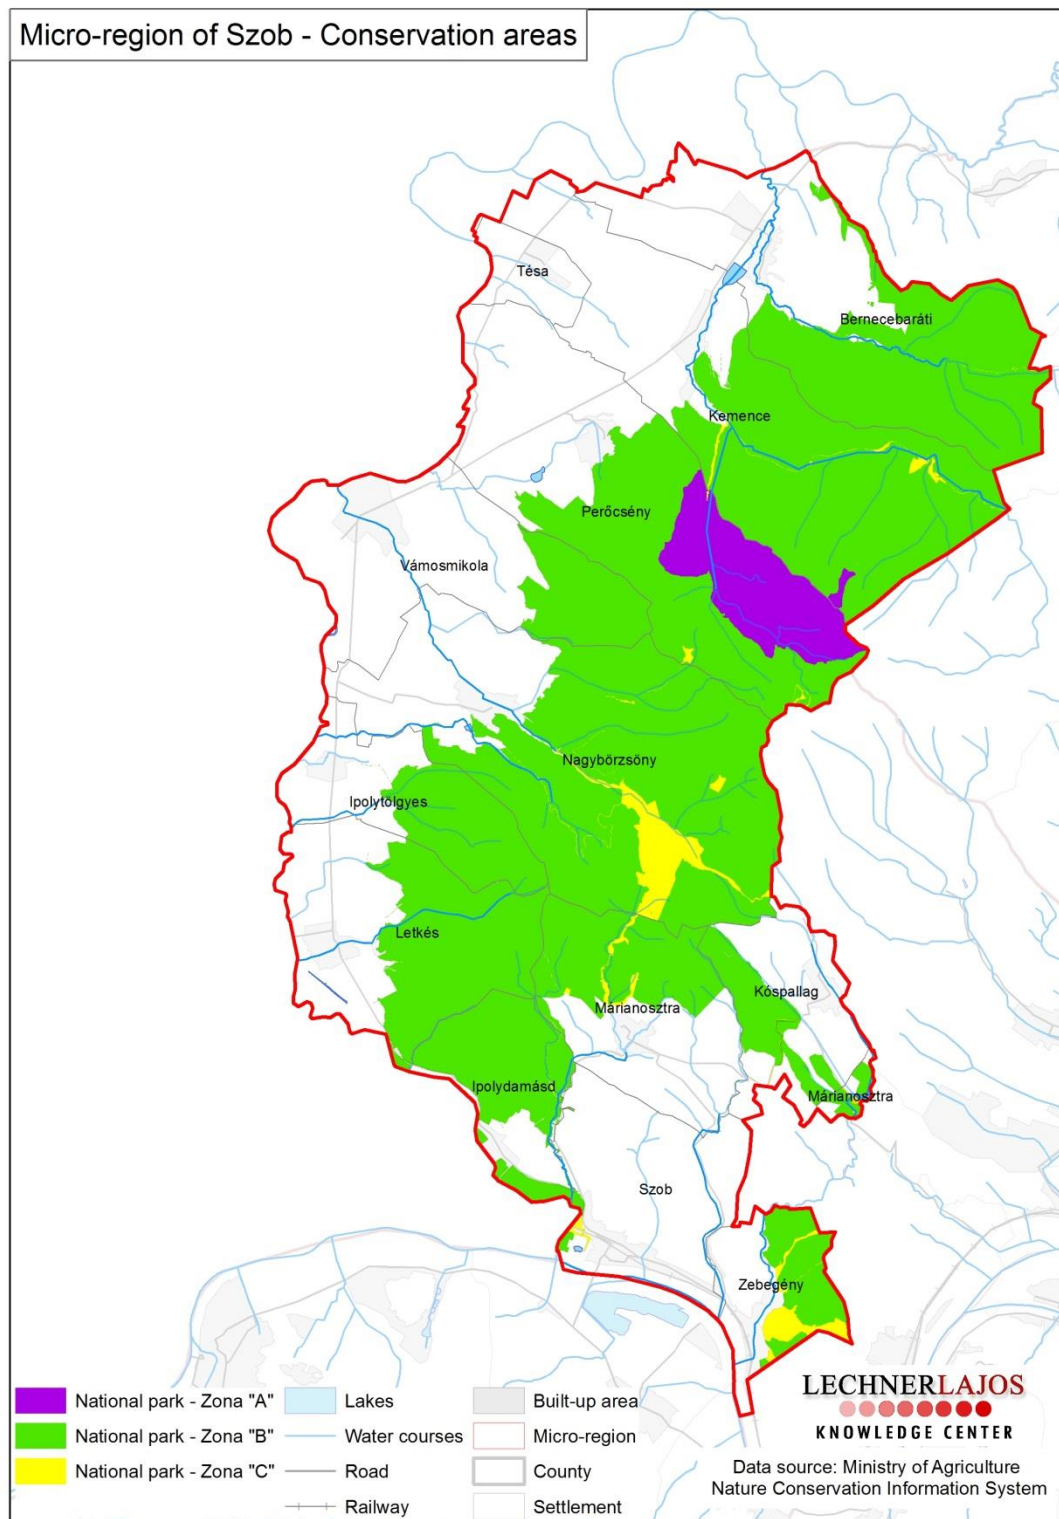 Micro-region of Szob - Conservation areas
Tésa
Bernecebaráti
Kemence
Perőcsény
Vámosmikola
Nagybörzsöny
Ipolytölgyes
Letkés
Kóspallag
Márianosztra
Ipolydamásd
Márianosztra
Szob
Zebegény
National park - Zona "A"
National park - Zona "B"
National park - Zona "C"
Lakes
Water courses
Road
Railway
Built-up area
Micro-region
County
Settlement
LECHNERLAJOS
KNOWLEDGE CENTER
Data source: Ministry of Agriculture
Nature Conservation Information System